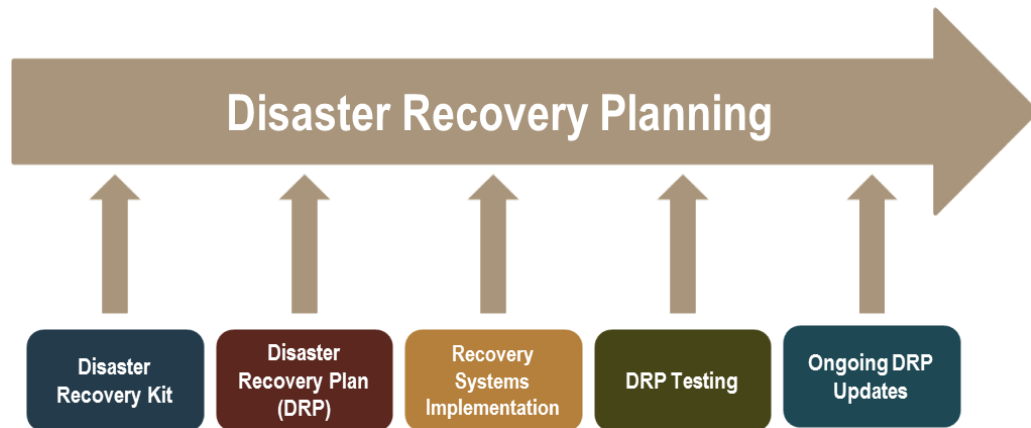 Disaster Recovery Planning
Disaster
Recovery Kit
Disaster
Recovery Plan
(DRP)
Recovery
Systems
Implementation
DRP Testing
Ongoing DRP
Updates